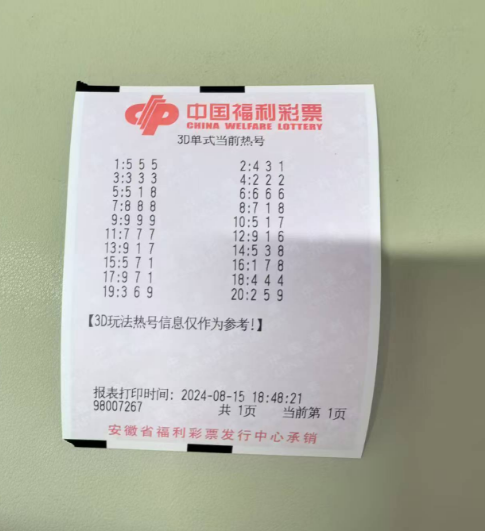 中国福利彩票
CHINA WELFARE LOTTERY
3D单式当前热号
1:5 5 5 2:4 3 1
3:3 3 3 4:2 2 2
5:5 1 8 6:6 6 6
7:8 8 8 8:7 1 8
9:9 9 9 10:5 1 7
11:7 7 7 12:9 1 6
13:9 1 7 14:5 3 8
15:5 7 1 16:1 7 8
17:9 7 1 18:4 4 4
19:3 6 9 20:2 5 9
【3D玩法热号信息仅作为参考!】
报表打印时间: 2024-08-15 18:48:21
98007267 共 1页 当前第 1页
安徽省福利彩票发行中心承销